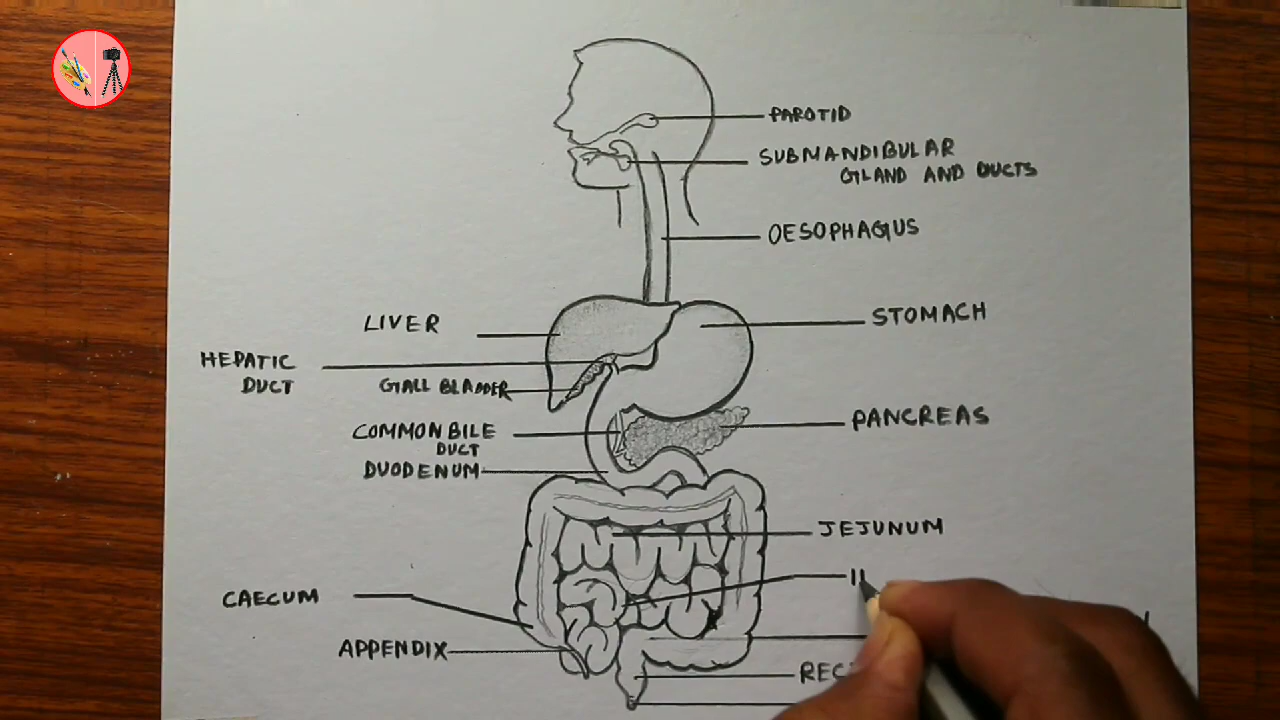 PAROTID
SUBMANDIBULAR
GLAND AND DUCTS
OESOPHAGUS
LIVER
STOMACH
HEPATIC
DUCT
GALL BLADDER
COMMON BILE
DUCT
PANCREAS
DUODENUM
JEJUNUM
CAECUM
APPENDIX